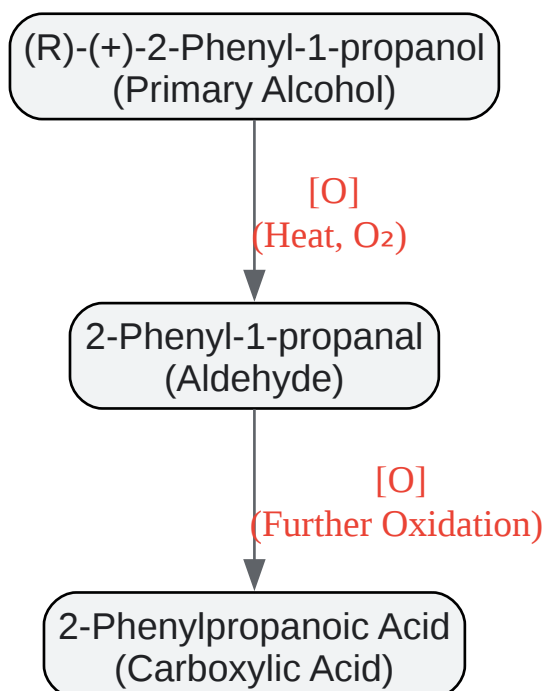 (R)-(+)-2-Phenyl-1-propanol
(Primary Alcohol)
[O]
(Heat, O₂)
2-Phenyl-1-propanal
(Aldehyde)
[O]
(Further Oxidation)
2-Phenylpropanoic Acid
(Carboxylic Acid)